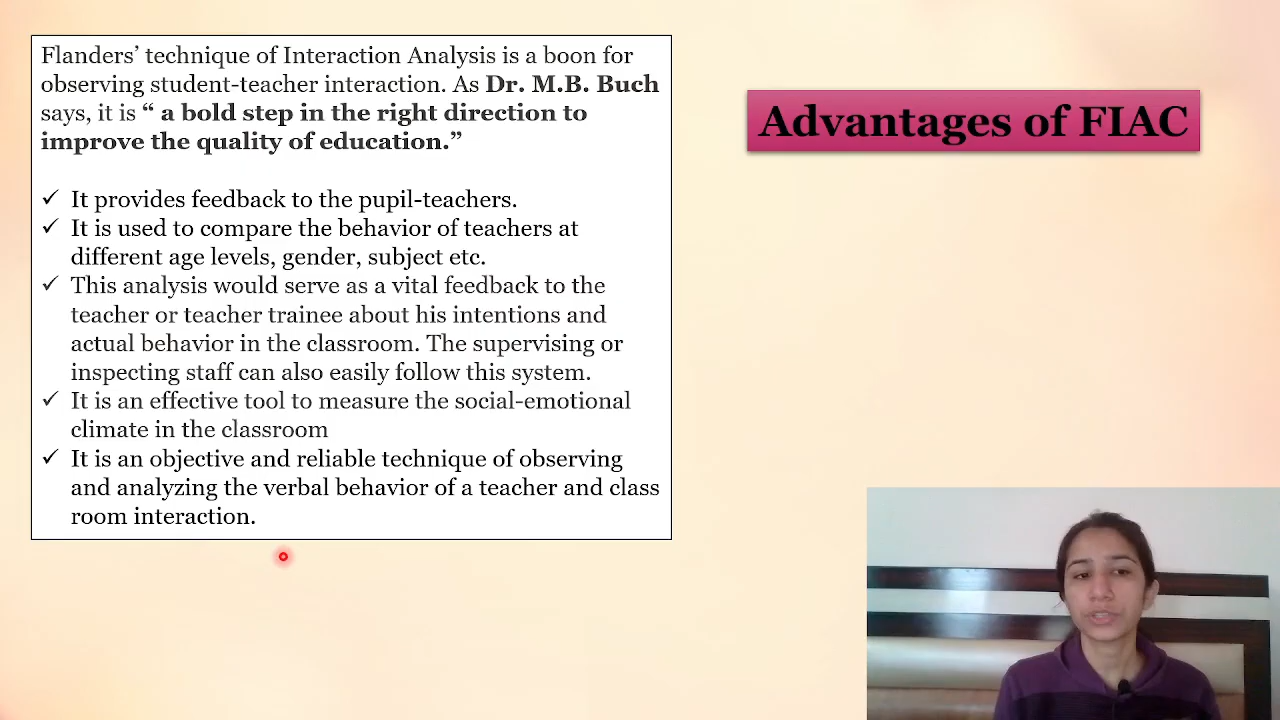 Flanders’ technique of Interaction Analysis is a boon for
observing student-teacher interaction. As Dr. M.B. Buch
says, it is “ a bold step in the right direction to
improve the quality of education.”
✓ It provides feedback to the pupil-teachers.
✓ It is used to compare the behavior of teachers at
different age levels, gender, subject etc.
✓ This analysis would serve as a vital feedback to the
teacher or teacher trainee about his intentions and
actual behavior in the classroom. The supervising or
inspecting staff can also easily follow this system.
✓ It is an effective tool to measure the social-emotional
climate in the classroom
✓ It is an objective and reliable technique of observing
and analyzing the verbal behavior of a teacher and class
room interaction.
Advantages of FIAC